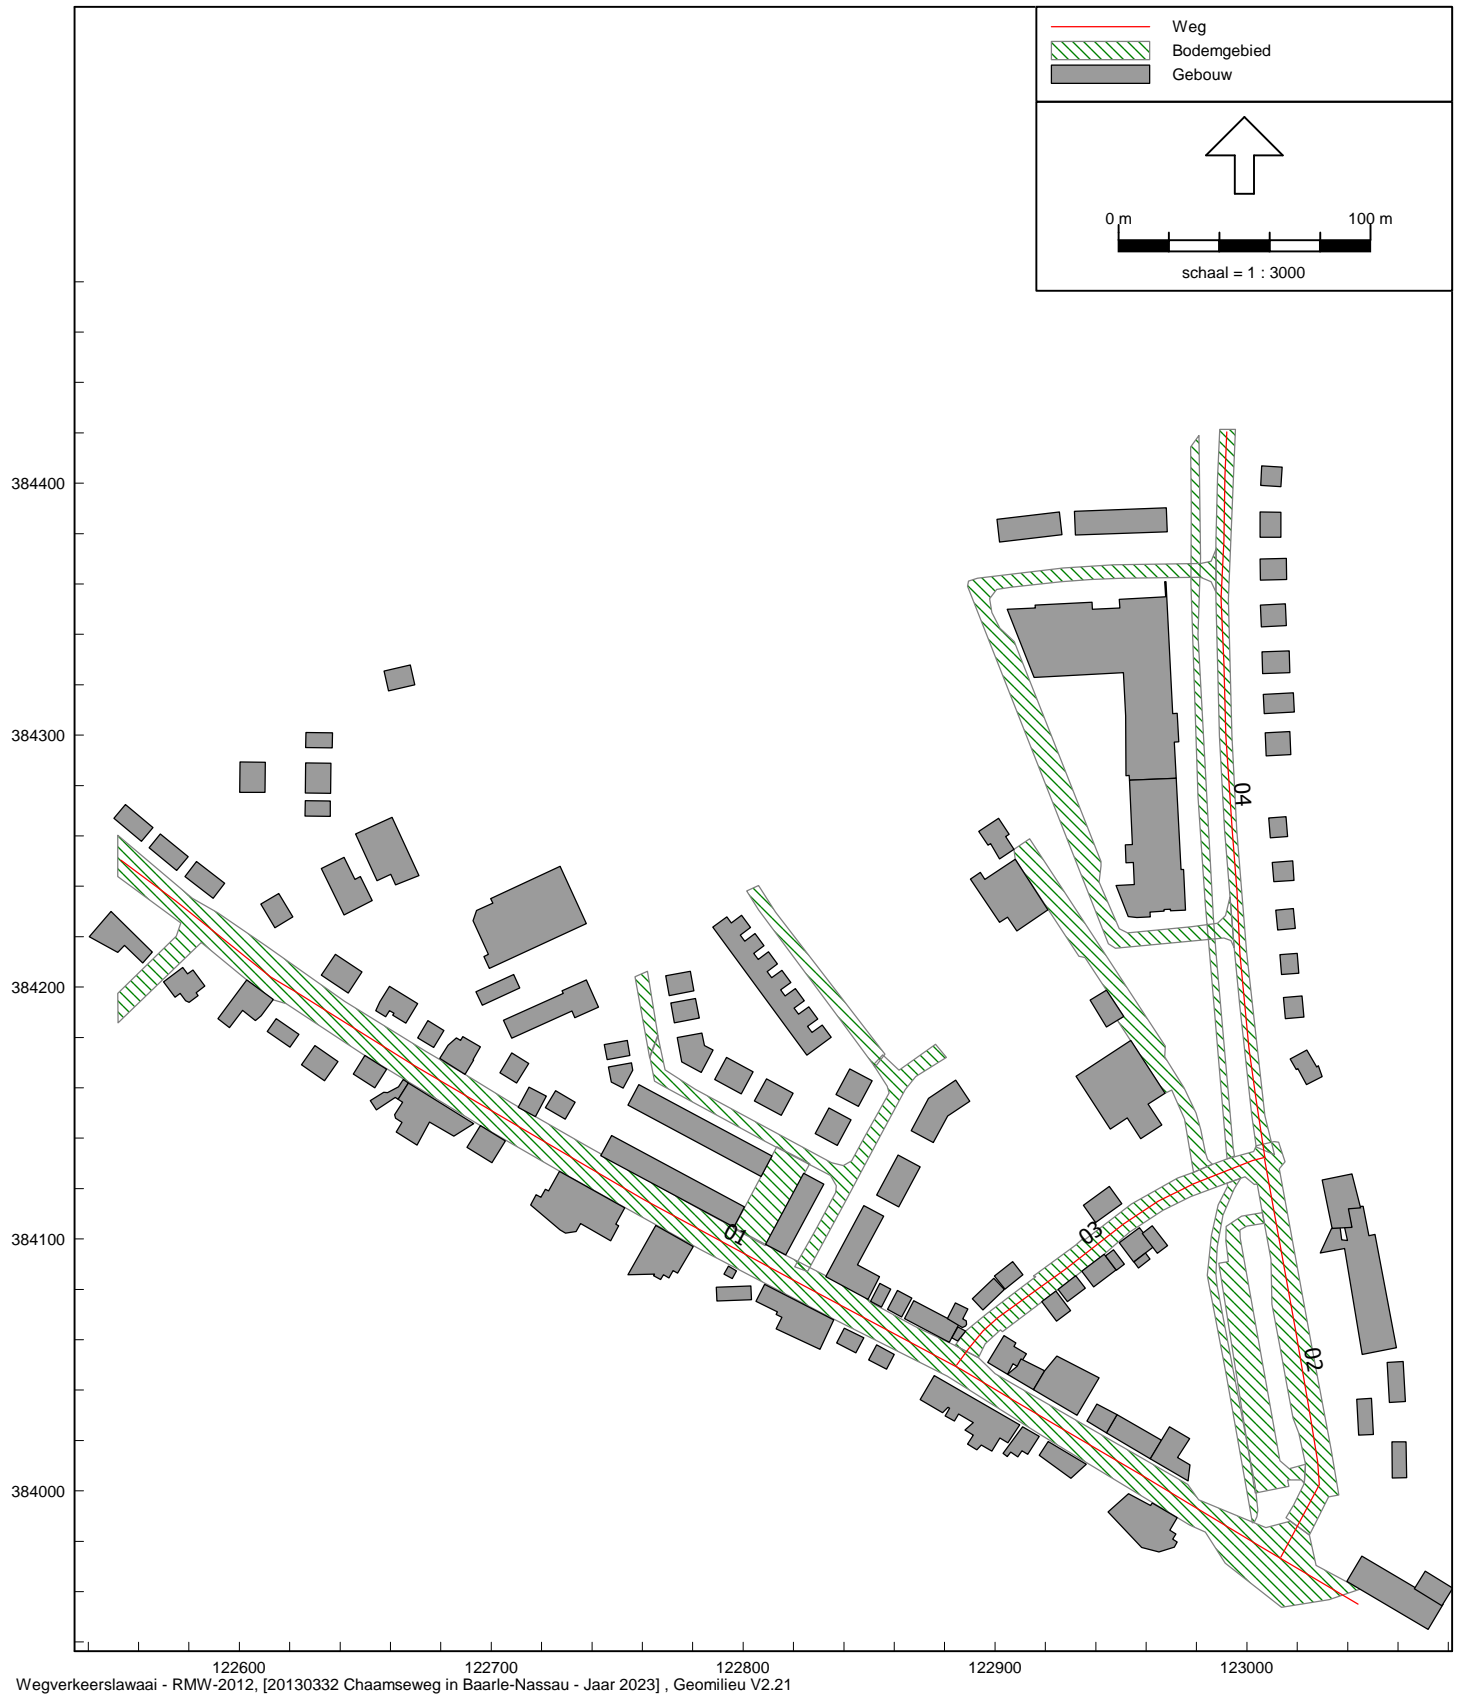 Weg
Bodemgebied
Gebouw
0 m 100 m
schaal = 1 : 3000
384400
384300
04
384200
384100
01
03
02
384000
122600 122700 122800 122900 123000
Wegverkeerslawaai - RMW-2012, [20130332 Chaamseweg in Baarle-Nassau - Jaar 2023] , Geomilieu V2.21